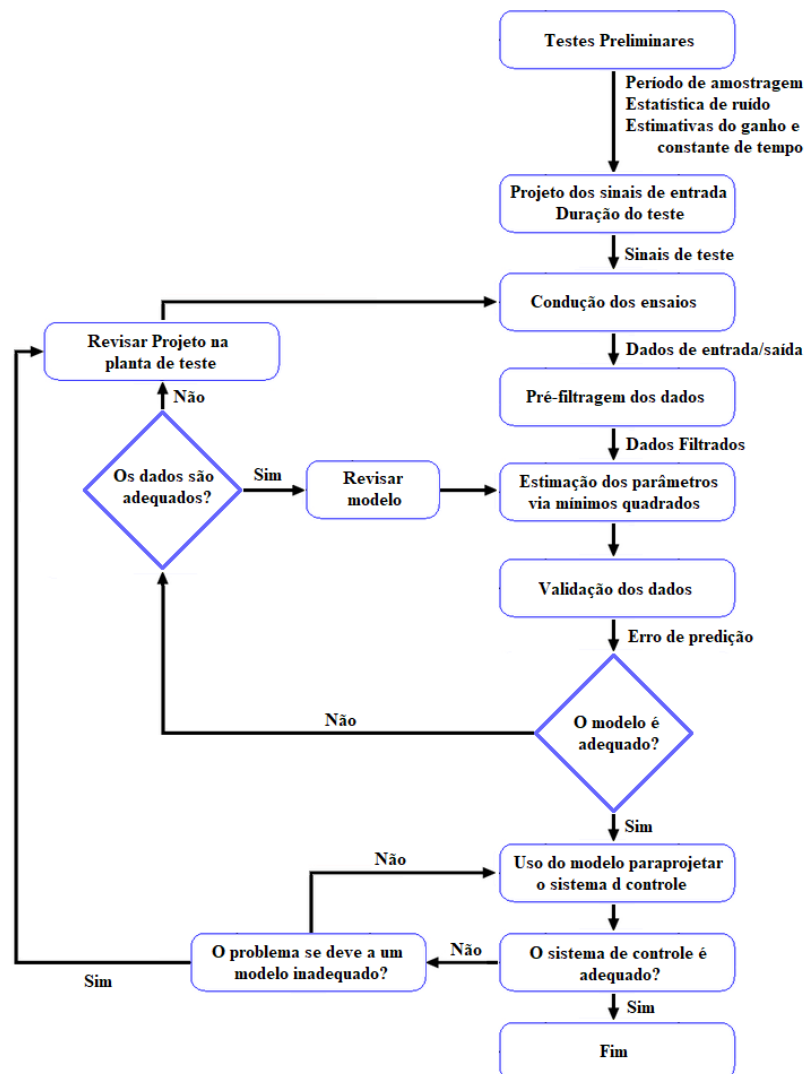 Testes Preliminares
Período de amostragem
Estatística de ruído
Estimativas do ganho e
constante de tempo
Projeto dos sinais de entrada
Duração do teste
Sinais de teste
Condução dos ensaios
Revisar Projeto na
planta de teste
Dados de entrada/saída
Não
Pré-filtragem dos dados
Dados Filtrados
Os dados são
adequados?
Sim
Revisar
modelo
Estimação dos parâmetros
via mínimos quadrados
Validação dos dados
Erro de predição
Não
O modelo é
adequado?
Sim
Não
Uso do modelo paraprojetar
o sistema d controle
O problema se deve a um
modelo inadequado?
Não
O sistema de controle é
adequado?
Sim
Sim
Fim